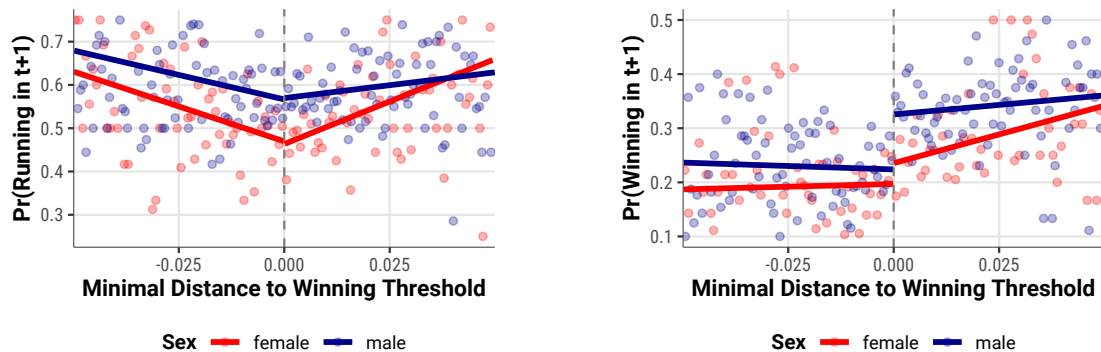 Pr(Running in t+1)
0.7
0.6
0.5
0.4
0.3
-0.025 0.000 0.025
Minimal Distance to Winning Threshold
Sex female male
Pr(Winning in t+1)
0.5
0.4
0.3
0.2
0.1
-0.025 0.000 0.025
Minimal Distance to Winning Threshold
Sex female male